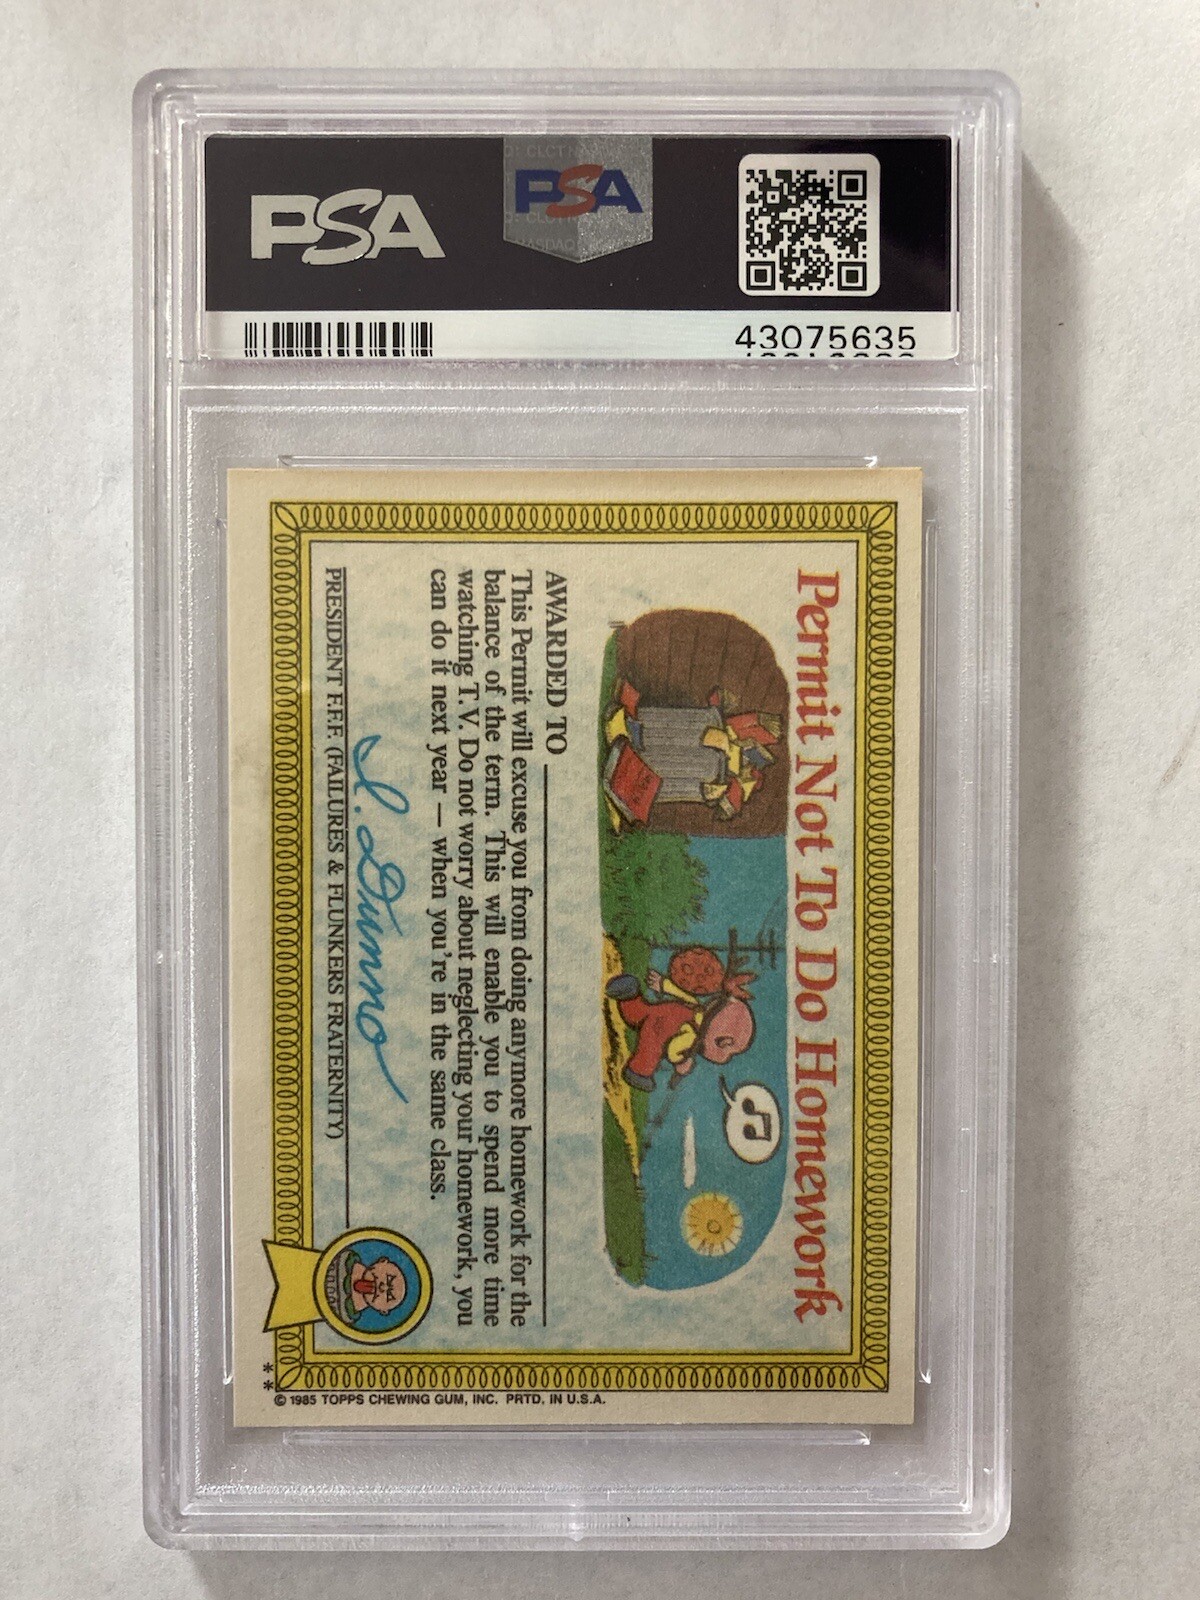 PSA
PSA
43075635
Permit Not To Do Homework
AWARDED TO
This Permit will excuse you from doing anymore homework for the
balance of the term. This will enable you to spend more time
watching T.V. Do not worry about neglecting your homework, you
can do it next year — when you're in the same class.
I. Dunno
PRESIDENT F.F.F. (FAILURES & FLUNKERS FRATERNITY)
** © 1985 TOPPS CHEWING GUM, INC. PRTD. IN U.S.A.